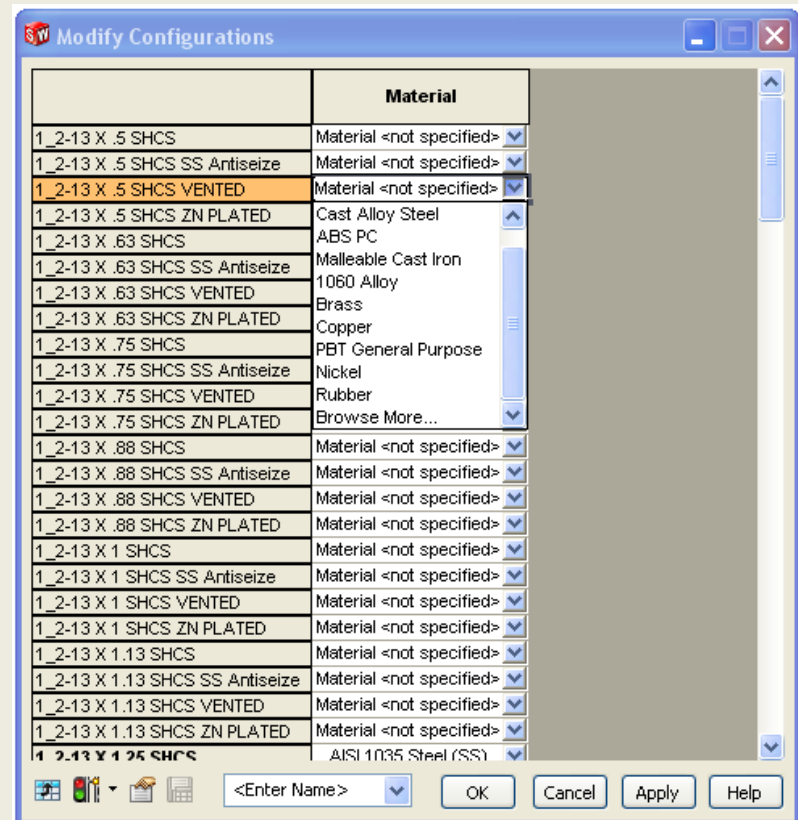 Modify Configurations
Material
1_2-13 X .5 SHCS Material <not specified>
1_2-13 X .5 SHCS SS Antiseize Material <not specified>
1_2-13 X .5 SHCS VENTED Material <not specified>
1_2-13 X .5 SHCS ZN PLATED Cast Alloy Steel
1_2-13 X .63 SHCS ABS PC
1_2-13 X .63 SHCS SS Antiseize Malleable Cast Iron
1_2-13 X .63 SHCS VENTED 1060 Alloy
Brass
1_2-13 X .63 SHCS ZN PLATED Copper
1_2-13 X .75 SHCS PBT General Purpose
1_2-13 X .75 SHCS SS Antiseize Nickel
1_2-13 X .75 SHCS VENTED Rubber
1_2-13 X .75 SHCS ZN PLATED Browse More...
1_2-13 X .88 SHCS Material <not specified>
1_2-13 X .88 SHCS SS Antiseize Material <not specified>
1_2-13 X .88 SHCS VENTED Material <not specified>
1_2-13 X .88 SHCS ZN PLATED Material <not specified>
1_2-13 X 1 SHCS Material <not specified>
1_2-13 X 1 SHCS SS Antiseize Material <not specified>
1_2-13 X 1 SHCS VENTED Material <not specified>
1_2-13 X 1 SHCS ZN PLATED Material <not specified>
1_2-13 X 1.13 SHCS Material <not specified>
1_2-13 X 1.13 SHCS SS Antiseize Material <not specified>
1_2-13 X 1.13 SHCS VENTED Material <not specified>
1_2-13 X 1.13 SHCS ZN PLATED Material <not specified>
1_2-13 X 1.25 SHCS AISI 1035 Steel (SS)
<Enter Name> OK Cancel Apply Help